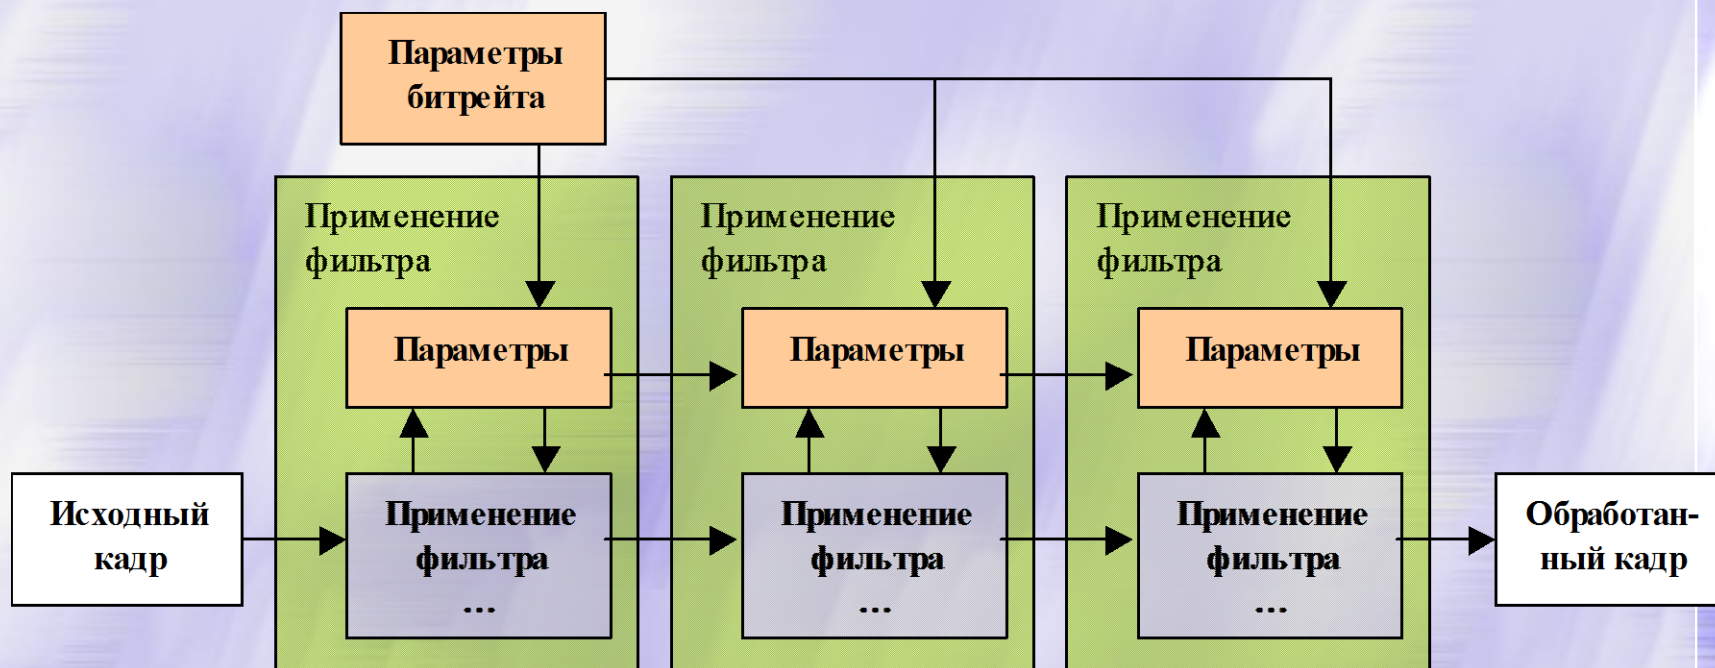 Параметры
битрейта
Применение
фильтра
Применение
фильтра
Применение
фильтра
Параметры
Параметры
Параметры
Исходный
кадр
Применение
фильтра
...
Применение
фильтра
...
Применение
фильтра
...
Обработан-
ный кадр